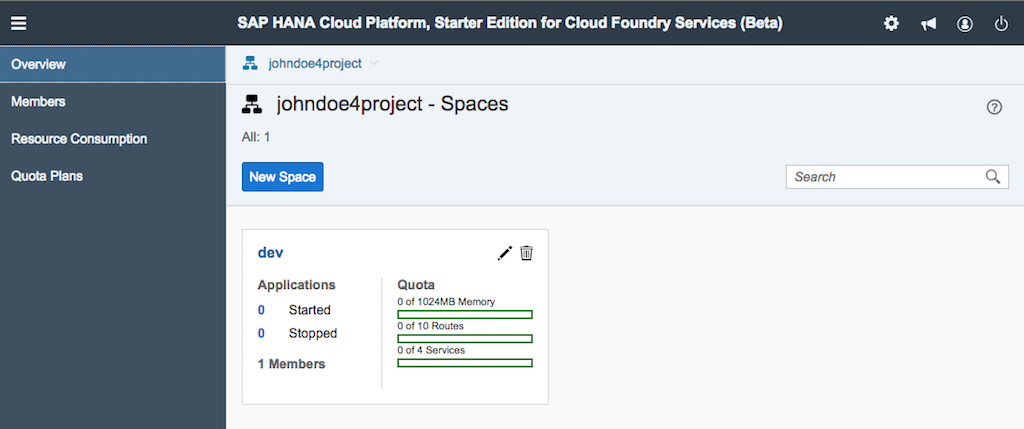 SAP HANA Cloud Platform, Starter Edition for Cloud Foundry Services (Beta)
Overview
Members
Resource Consumption
Quota Plans
johndoe4project
johndoe4project - Spaces
All: 1
New Space
Search
dev
Applications
0 Started
0 Stopped
1 Members
Quota
0 of 1024MB Memory
0 of 10 Routes
0 of 4 Services